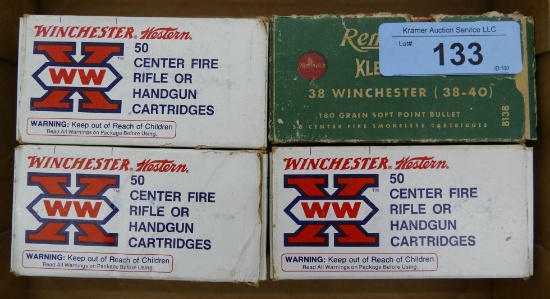 WINCHESTER Western
X
WW
50
CENTER FIRE
RIFLE OR
HANDGUN
CARTRIDGES
WARNING: Keep out of Reach of Children
Read All Warnings on Package Before Using.
Kramer Auction Service LLC
Lot#:
133
ID:100
Remington
38 WINCHESTER (38-40)
180 GRAIN SOFT POINT BULLET
CENTER FIRE SMOKELESS CARTRIDGES
8138
WINCHESTER Western
X
WW
50
CENTER FIRE
RIFLE OR
HANDGUN
CARTRIDGES
WARNING: Keep out of Reach of Children
Read All Warnings on Package Before Using.
WINCHESTER Western
X
WW
TM
50
CENTER FIRE
RIFLE OR
HANDGUN
CARTRIDGES
WARNING: Keep out of Reach of Children
Read All Warnings on Package Before Using.